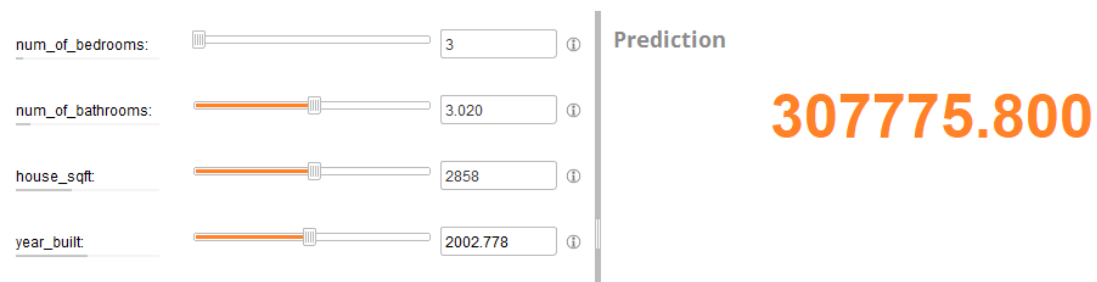 num_of_bedrooms: 3
Prediction
num_of_bathrooms: 3.020
307775.800
house_sqft: 2858
year_built: 2002.778